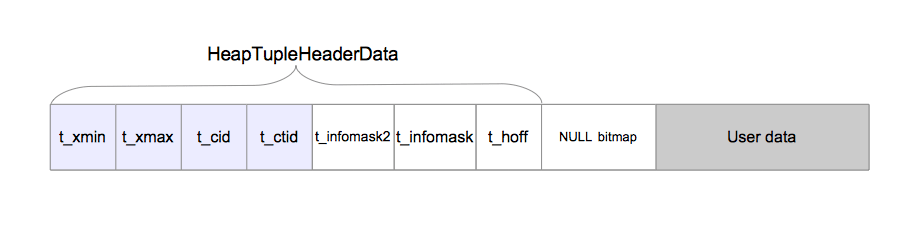 HeapTupleHeaderData
t_xmin t_xmax t_cid t_ctid t_infomask2 t_infomask t_hoff NULL bitmap User data